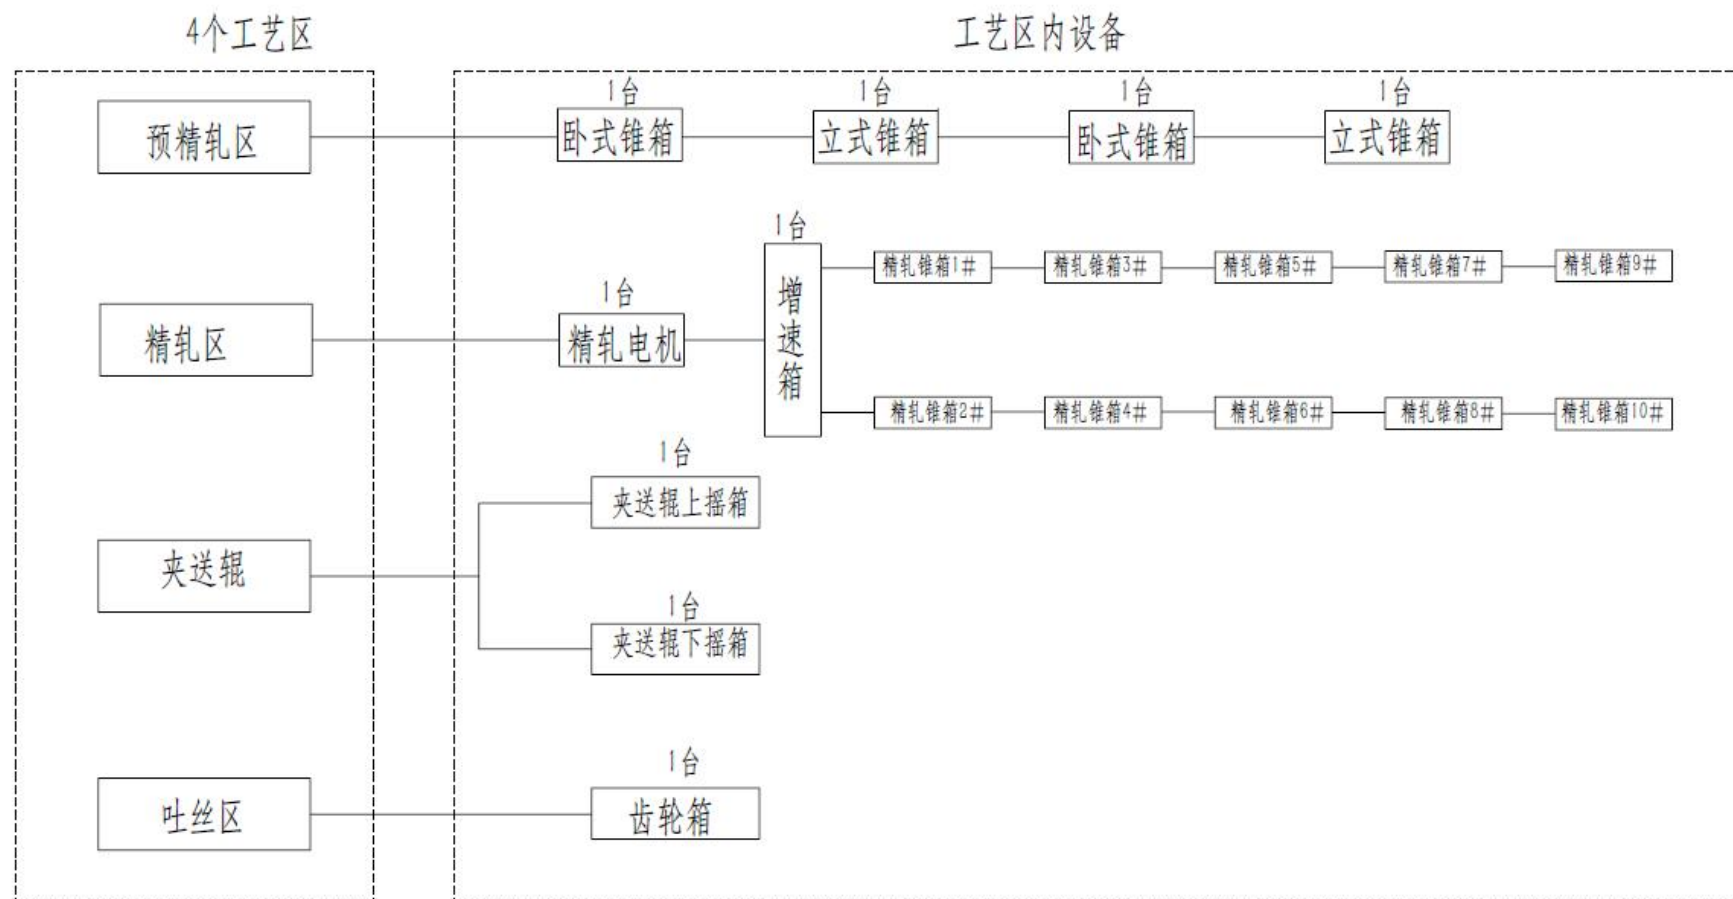 4个工艺区
工艺区内设备
预精轧区
1台
卧式锥箱
1台
立式锥箱
1台
卧式锥箱
1台
立式锥箱
精轧区
1台
精轧电机
1台
增速箱
精轧锥箱1#
精轧锥箱3#
精轧锥箱5#
精轧锥箱7#
精轧锥箱9#
精轧锥箱2#
精轧锥箱4#
精轧锥箱6#
精轧锥箱8#
精轧锥箱10#
夹送辊
1台
夹送辊上摇箱
1台
夹送辊下摇箱
吐丝区
1台
齿轮箱